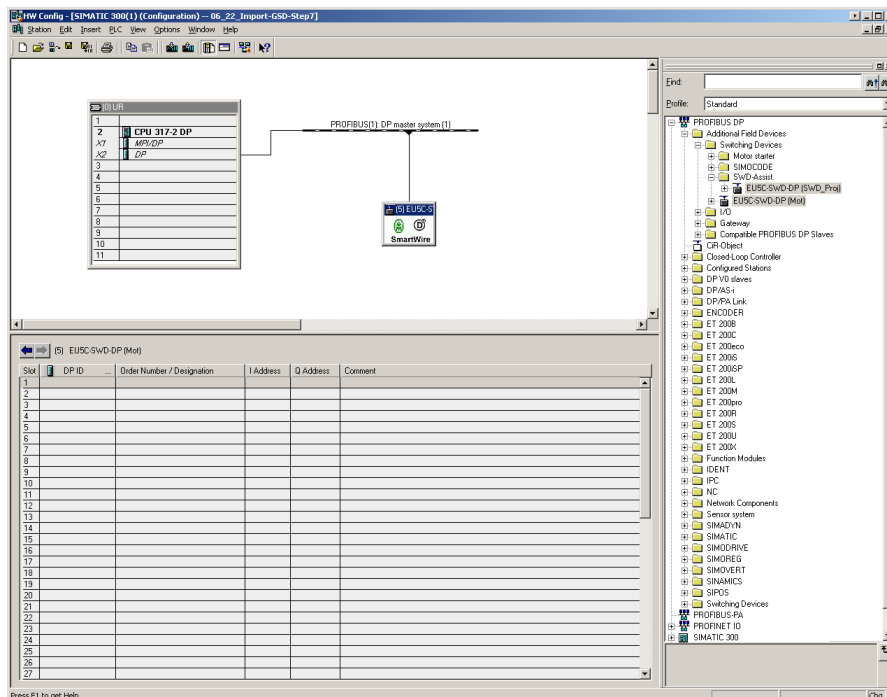 HW Config - [SIMATIC 300(1) (Configuration) -- 06_22_Import-GSD-Step7]
Station Edit Insert PLC View Options Window Help
(0) UR
1
2 CPU 317-2 DP
X1 MPI/DP
X2 DP
3
4
5
6
7
8
9
10
11
PROFIBUS(1): DP master system (1)
(5) EU5C-S
SmartWire
Find:
Profile: Standard
PROFIBUS DP
Additional Field Devices
Switching Devices
Motor starter
SIMOCODE
SWD-Assist
EU5C-SWD-DP (SWD_Proj)
EU5C-SWD-DP (Mot)
I/O
Gateway
Compatible PROFIBUS DP Slaves
CiR-Object
Closed-Loop Controller
Configured Stations
DP V0 slaves
DP/AS-i
DP/PA Link
ENCODER
ET 200B
ET 200C
ET 200eco
ET 200iS
ET 200iSP
ET 200L
ET 200M
ET 200pro
ET 200R
ET 200S
ET 200U
ET 200X
Function Modules
IDENT
IPC
NC
Network Components
Sensor system
SIMADYN
SIMATIC
SIMODRIVE
SIMOREG
SIMOVERT
SINAMICS
SIPOS
Switching Devices
PROFIBUS-PA
PROFINET IO
SIMATIC 300
(5) EU5C-SWD-DP (Mot)
Slot DP ID ... Order Number / Designation I Address Q Address Comment
1
2
3
4
5
6
7
8
9
10
11
12
13
14
15
16
17
18
19
20
21
22
23
24
25
26
27
Press F1 to get Help.
Chg